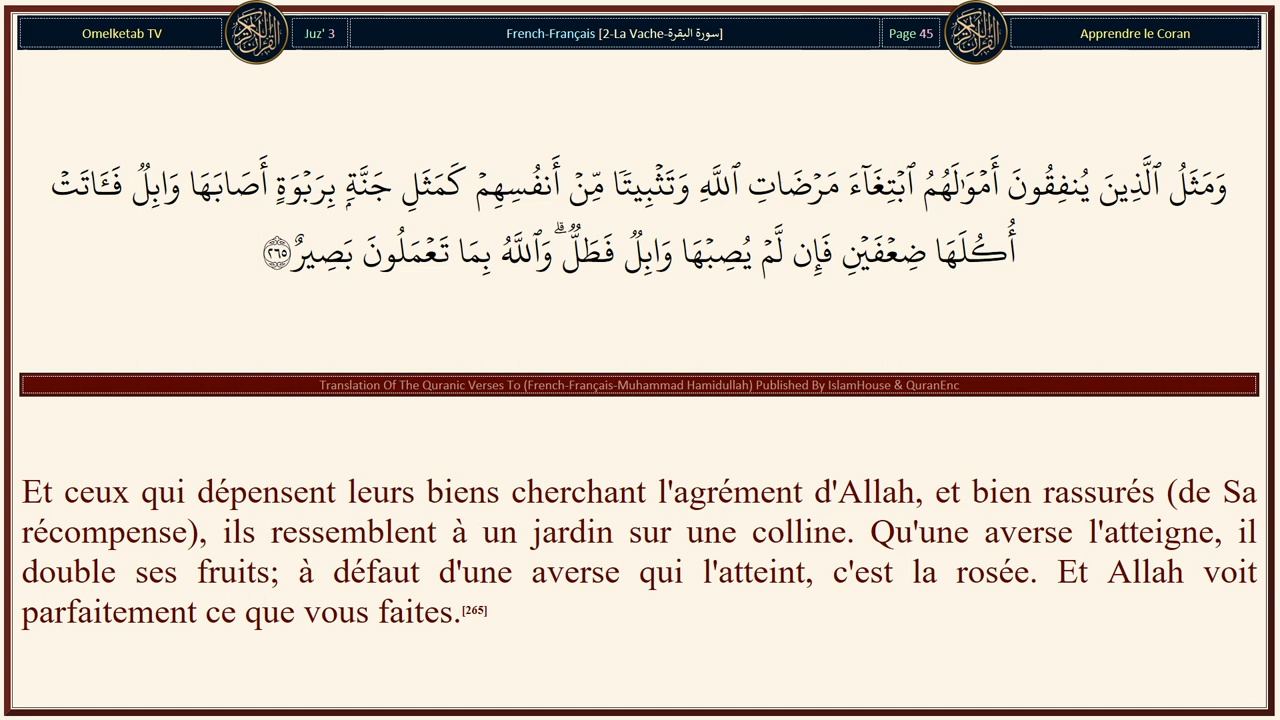 Omelketab TV
Juz' 3
French-Français [2-La Vache-سورة البقرة]
Page 45
Apprendre le Coran
وَمَثَلُ ٱلَّذِينَ يُنفِقُونَ أَمۡوَٰلَهُمُ ٱبۡتِغَآءَ مَرۡضَاتِ ٱللَّهِ وَتَثۡبِيتٗا مِّنۡ أَنفُسِهِمۡ كَمَثَلِ جَنَّةِۭ بِرَبۡوَةٍ أَصَابَهَا وَابِلٞ فَـَٔاتَتۡ
أُكُلَهَا ضِعۡفَيۡنِ فَإِن لَّمۡ يُصِبۡهَا وَابِلٞ فَطَلّٞۗ وَٱللَّهُ بِمَا تَعۡمَلُونَ بَصِيرٌ ٢٦٥
Translation Of The Quranic Verses To (French-Français-Muhammad Hamidullah) Published By IslamHouse & QuranEnc
Et ceux qui dépensent leurs biens cherchant l'agrément d'Allah, et bien rassurés (de Sa
récompense), ils ressemblent à un jardin sur une colline. Qu'une averse l'atteigne, il
double ses fruits; à défaut d'une averse qui l'atteint, c'est la rosée. Et Allah voit
parfaitement ce que vous faites.[265]